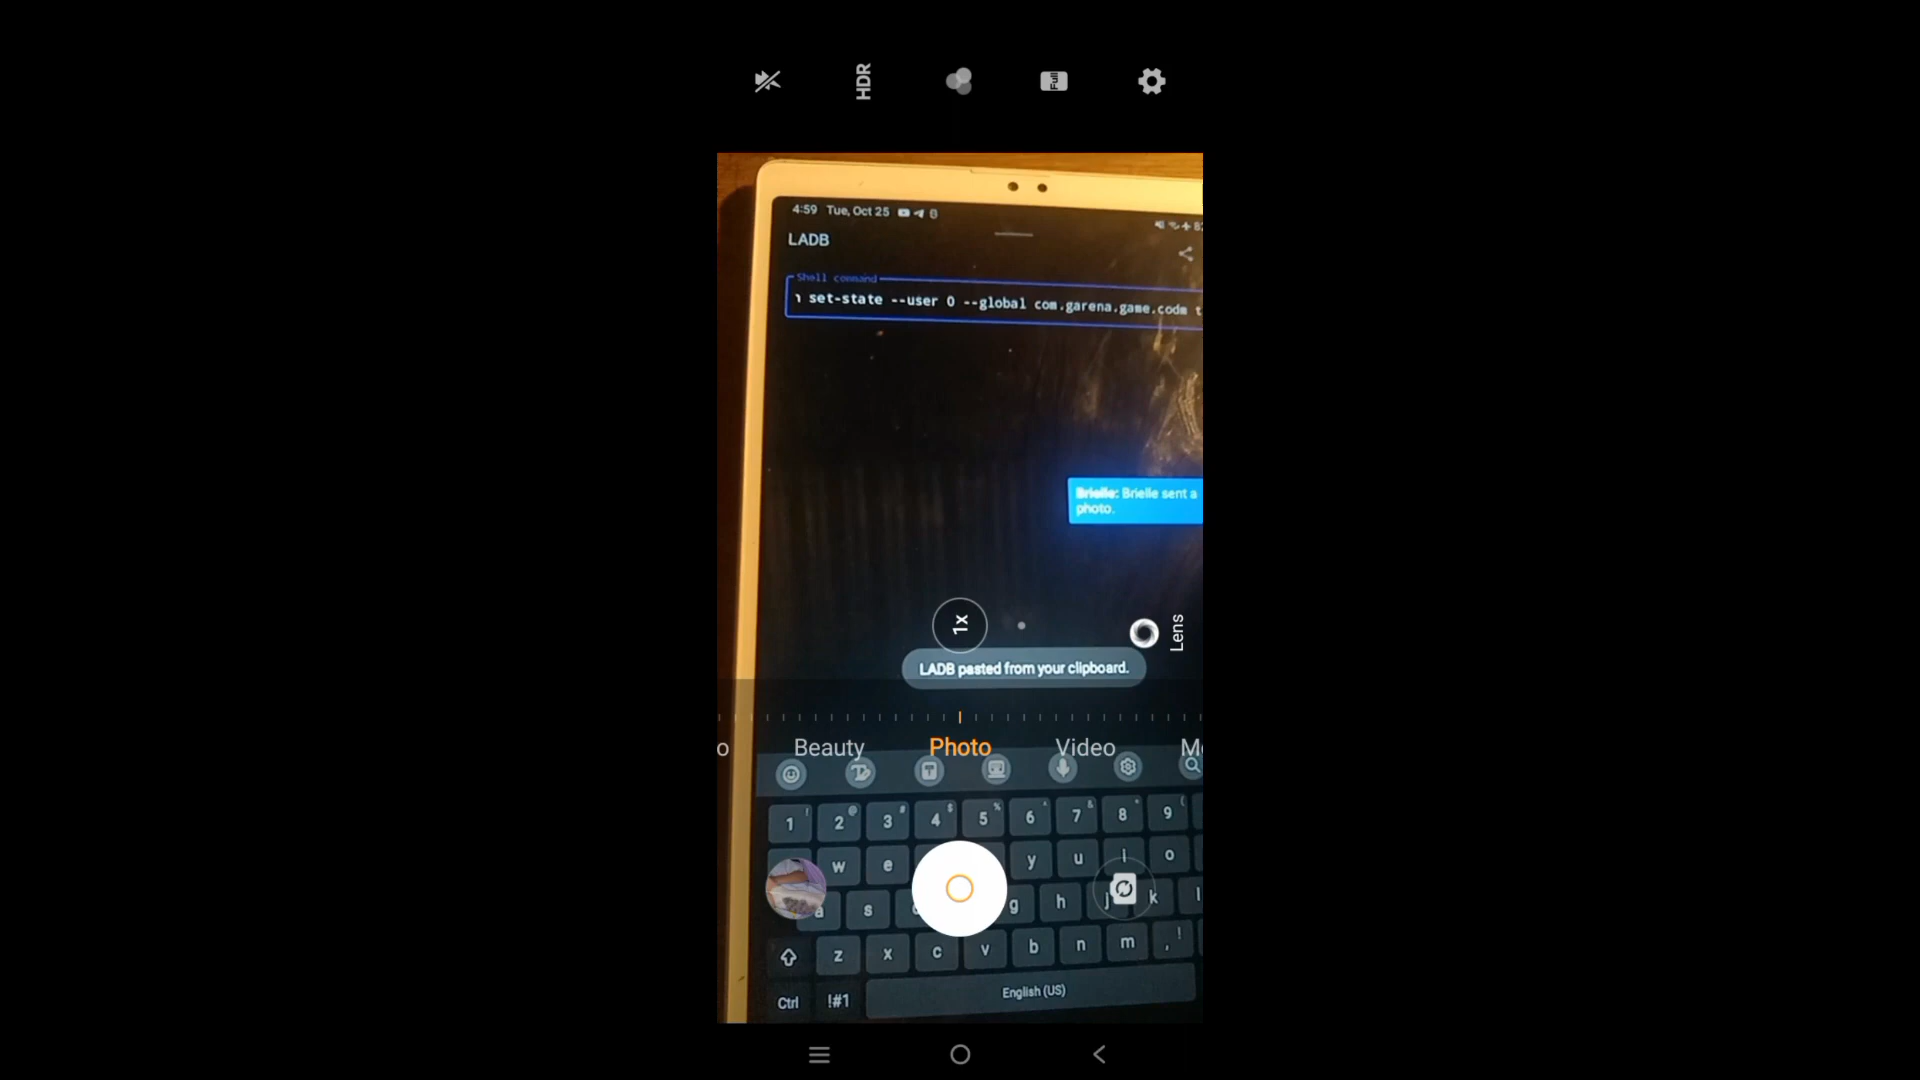 HDR
Full
4:59 Tue, Oct 25
LADB
Shell command
set-state --user 0 --global com.garena.game.codm t
Brielle: Brielle sent a
photo.
1x
Lens
LADB pasted from your clipboard.
o Beauty Photo Video Mo
1 ! 2 @ 3 # 4 $ 5 % 6 ^ 7 & 8 * 9 (
w e y u i o
a s g h j k l
z x c v b n m , !
Ctrl !#1 English (US)